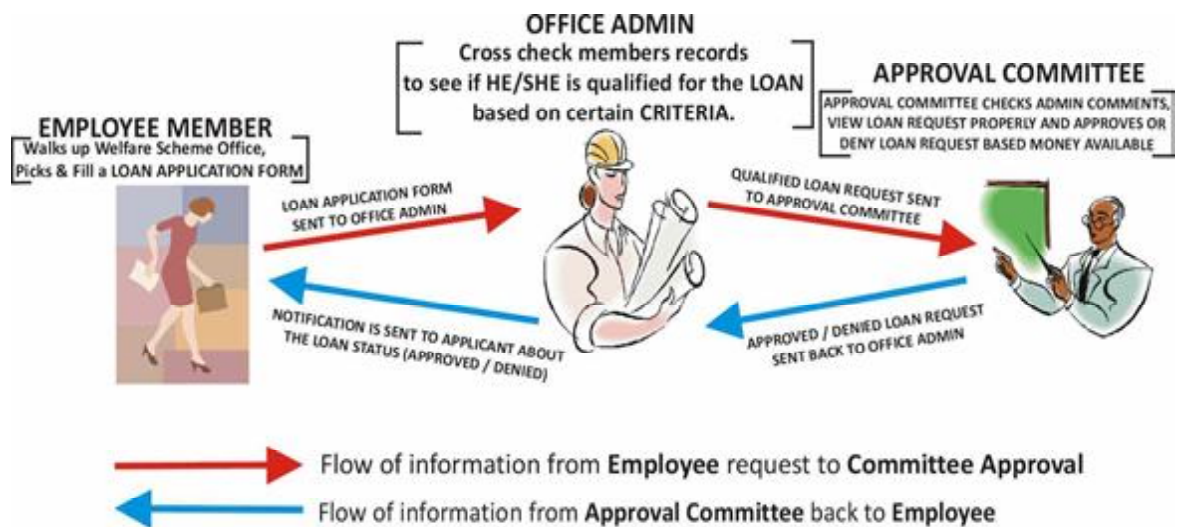 OFFICE ADMIN
Cross check members records
to see if HE/SHE is qualified for the LOAN
based on certain CRITERIA.
APPROVAL COMMITTEE
APPROVAL COMMITTEE CHECKS ADMIN COMMENTS,
VIEW LOAN REQUEST PROPERLY AND APPROVES OR
DENY LOAN REQUEST BASED MONEY AVAILABLE
EMPLOYEE MEMBER
Walks up Welfare Scheme Office,
Picks & Fill a LOAN APPLICATION FORM
LOAN APPLICATION FORM
SENT TO OFFICE ADMIN
QUALIFIED LOAN REQUEST SENT
TO APPROVAL COMMITTEE
NOTIFICATION IS SENT TO APPLICANT ABOUT
THE LOAN STATUS (APPROVED / DENIED)
APPROVED / DENIED LOAN REQUEST
SENT BACK TO OFFICE ADMIN
Flow of information from Employee request to Committee Approval
Flow of information from Approval Committee back to Employee